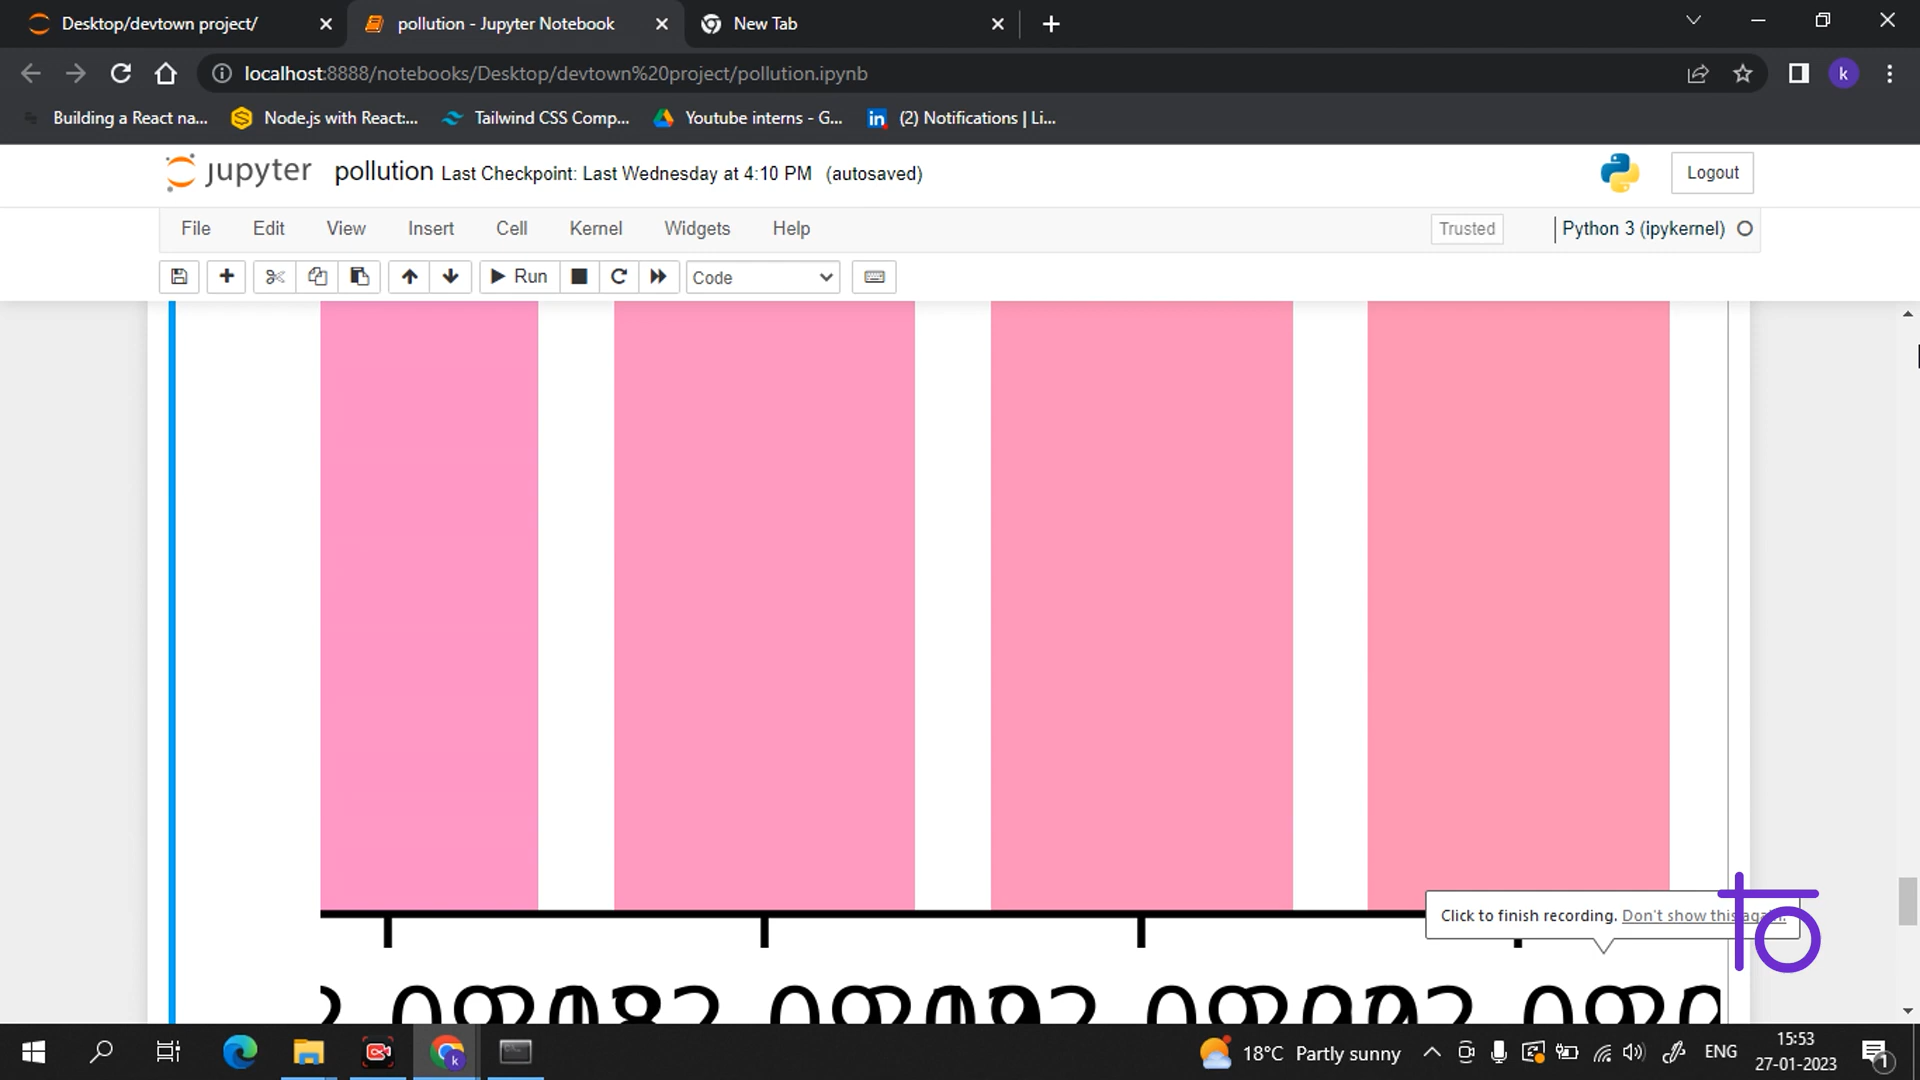 Desktop/devtown project/
pollution - Jupyter Notebook
New Tab
localhost:8888/notebooks/Desktop/devtown%20project/pollution.ipynb
k
Building a React na...
Node.js with React:...
Tailwind CSS Comp...
Youtube interns - G...
in
(2) Notifications | Li...
jupyter
pollution
Last Checkpoint: Last Wednesday at 4:10 PM (autosaved)
Logout
File
Edit
View
Insert
Cell
Kernel
Widgets
Help
Trusted
Python 3 (ipykernel)
Run
Code
Click to finish recording. Don't show this again.
18°C Partly sunny
ENG
15:53
27-01-2023
1